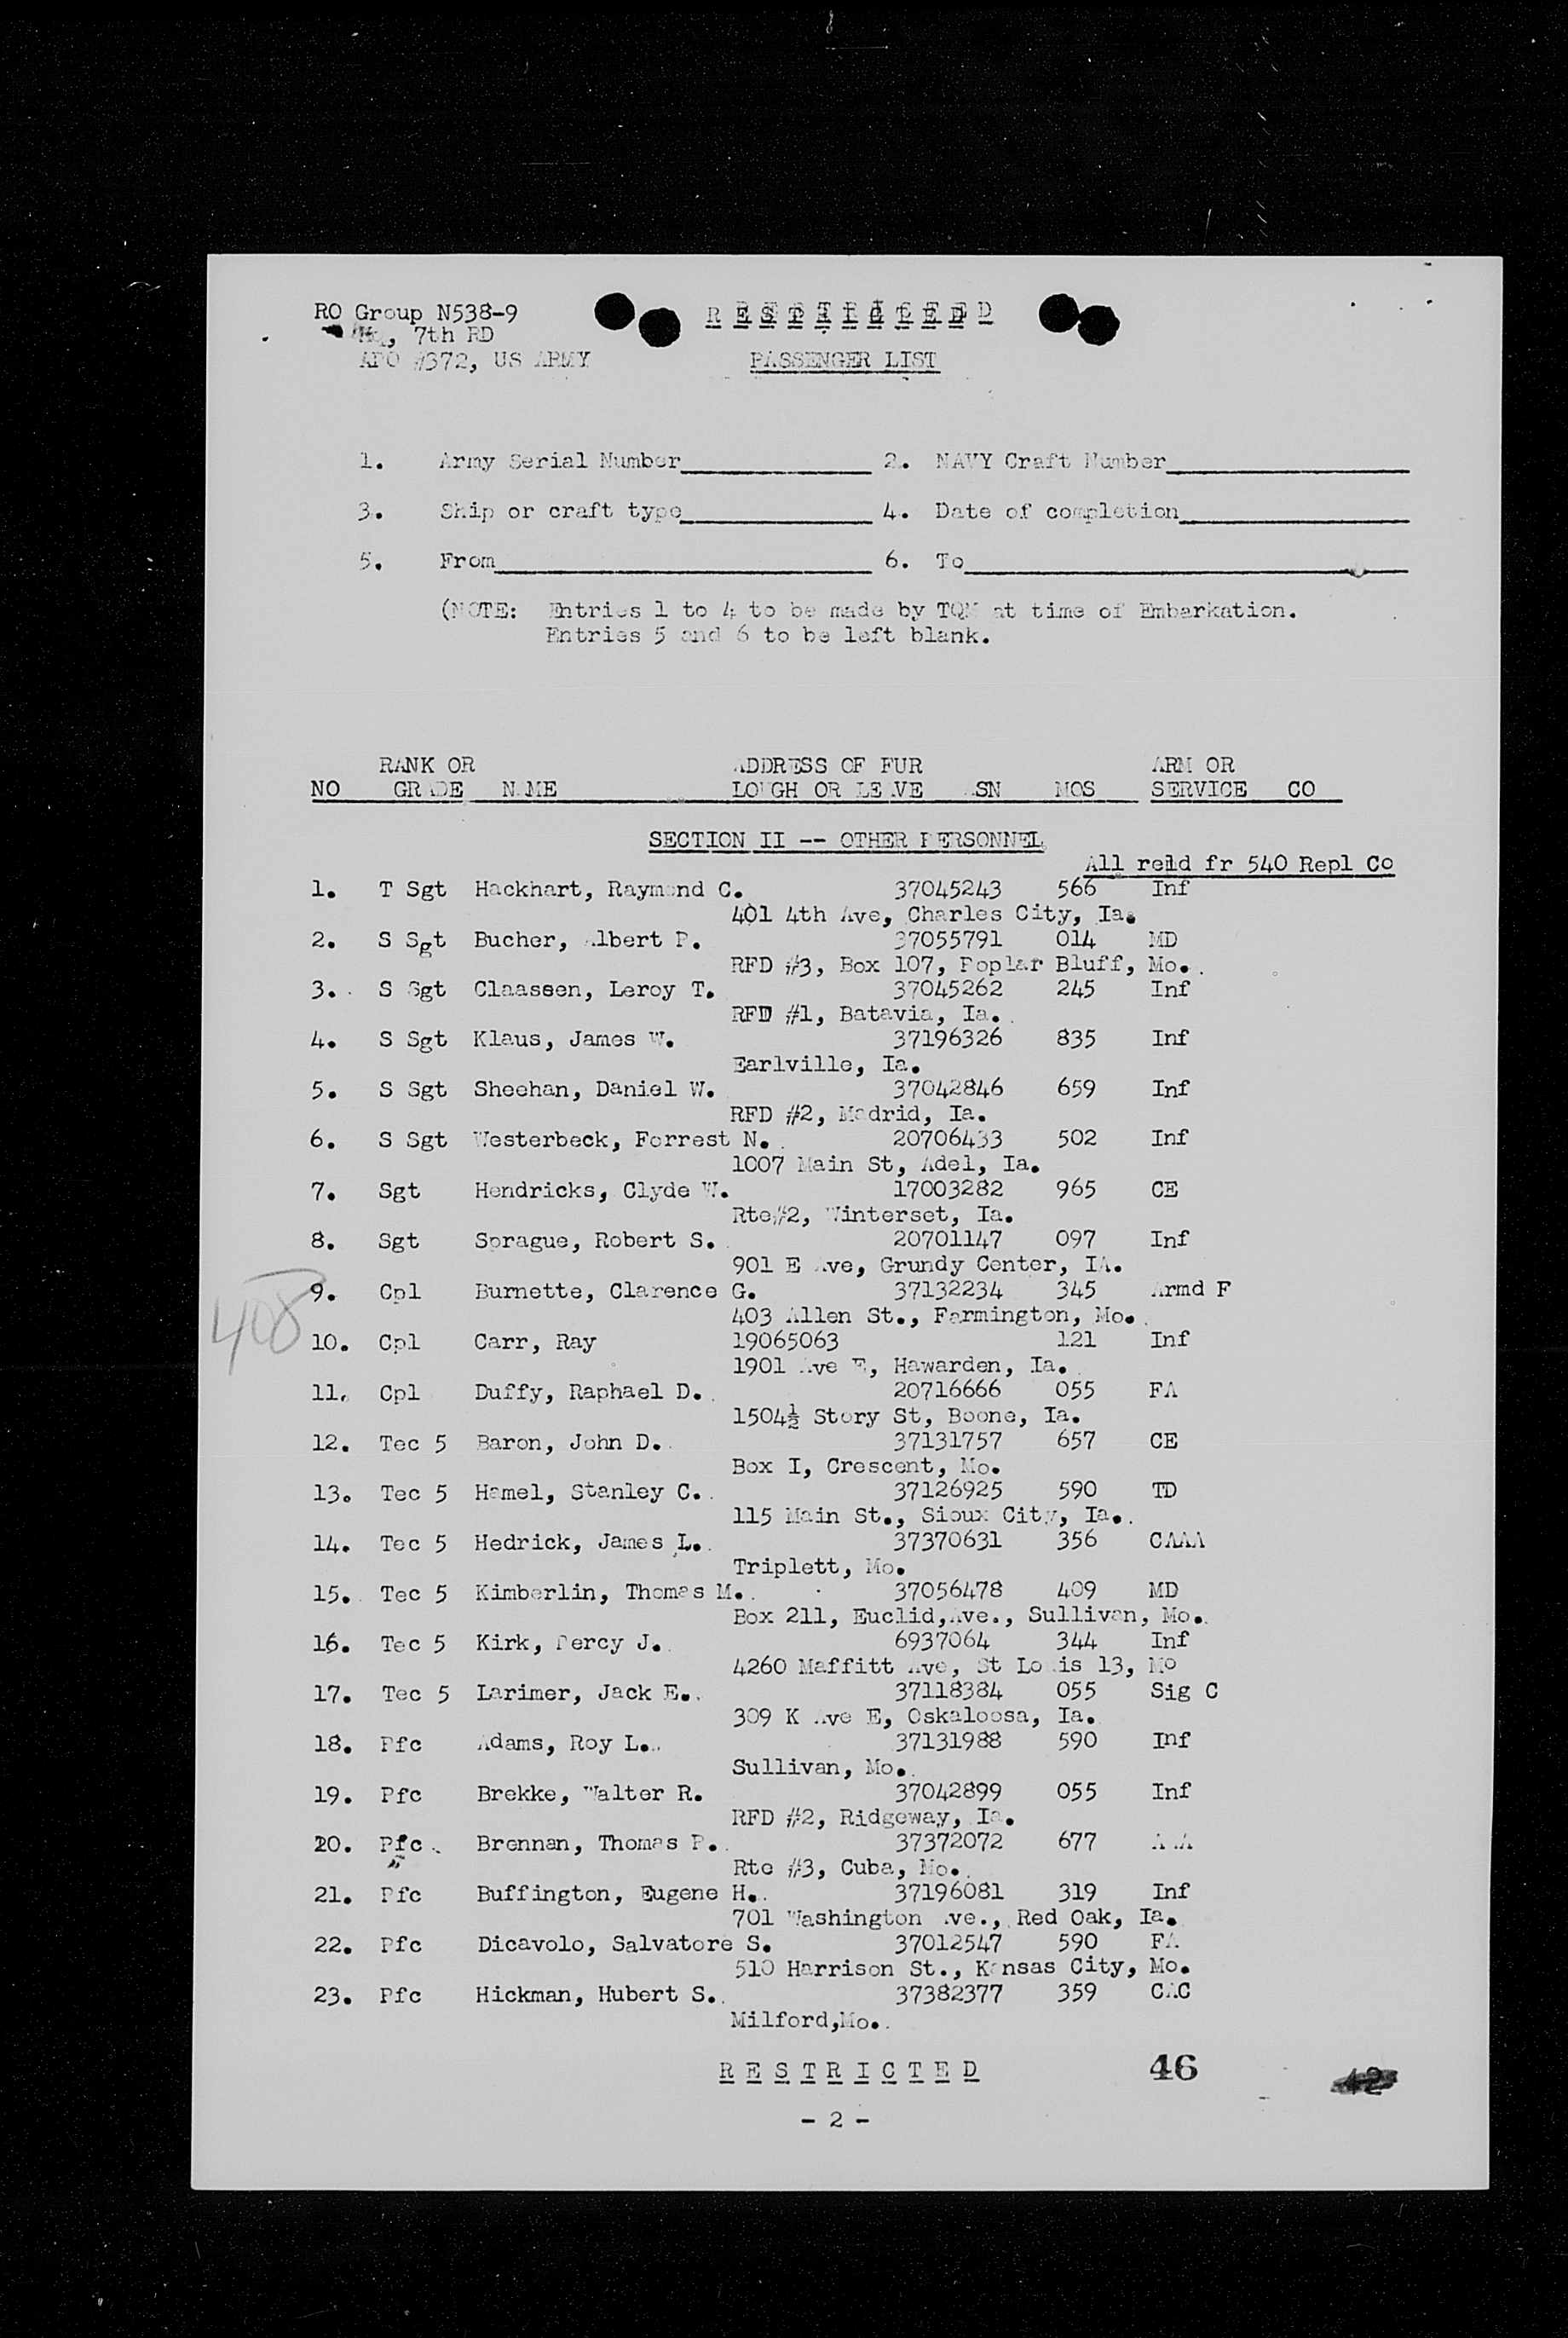 RO Group N538-9
R E S T R I C T E D
Hq, 7th RD
APO #372, US ARMY
PASSENGER LIST
1. Army Serial Number____ 2. NAVY Craft Number____
3. Ship or craft type____ 4. Date of completion____
5. From____ 6. To____
(NOTE: Entries 1 to 4 to be made by TQM at time of Embarkation.
Entries 5 and 6 to be left blank.
RANK OR ADDRESS OF FUR ARM OR
NO GRADE NAME LOUGH OR LEAVE ASN MOS SERVICE CO
SECTION II -- OTHER PERSONNEL
All reld fr 540 Repl Co
1. T Sgt Hackhart, Raymond C. 37045243 566 Inf
401 4th Ave, Charles City, Ia.
2. S Sgt Bucher, Albert P. 37055791 014 MD
RFD #3, Box 107, Poplar Bluff, Mo.
3. S Sgt Claassen, Leroy T. 37045262 245 Inf
RFD #1, Batavia, Ia.
4. S Sgt Klaus, James W. 37196326 835 Inf
Earlville, Ia.
5. S Sgt Sheehan, Daniel W. 37042846 659 Inf
RFD #2, Madrid, Ia.
6. S Sgt Westerbeck, Forrest N. 20706433 502 Inf
1007 Main St, Adel, Ia.
7. Sgt Hendricks, Clyde W. 17003282 965 CE
Rte#2, Winterset, Ia.
8. Sgt Sprague, Robert S. 20701147 097 Inf
901 E Ave, Grundy Center, IA.
408
9. Cpl Burnette, Clarence G. 37132234 345 Armd F
403 Allen St., Farmington, Mo.
10. Cpl Carr, Ray 19065063 121 Inf
1901 Ave E, Hawarden, Ia.
11. Cpl Duffy, Raphael D. 20716666 055 FA
1504½ Story St, Boone, Ia.
12. Tec 5 Baron, John D. 37131757 657 CE
Box I, Crescent, Mo.
13. Tec 5 Hamel, Stanley C. 37126925 590 TD
115 Main St., Sioux City, Ia.
14. Tec 5 Hedrick, James L. 37370631 356 CAAA
Triplett, Mo.
15. Tec 5 Kimberlin, Thomas M. 37056478 409 MD
Box 211, Euclid,Ave., Sullivan, Mo.
16. Tec 5 Kirk, Percy J. 6937064 344 Inf
4260 Maffitt Ave, St Louis 13, Mo
17. Tec 5 Larimer, Jack E. 37118384 055 Sig C
309 K Ave E, Oskaloosa, Ia.
18. Pfc Adams, Roy L. 37131988 590 Inf
Sullivan, Mo.
19. Pfc Brekke, Walter R. 37042899 055 Inf
RFD #2, Ridgeway, Ia.
20. Pfc Brennan, Thomas P. 37372072 677 AAA
Rte #3, Cuba, Mo.
21. Pfc Buffington, Eugene H. 37196081 319 Inf
701 Washington Ave., Red Oak, Ia.
22. Pfc Dicavolo, Salvatore S. 37012547 590 FA
510 Harrison St., Kansas City, Mo.
23. Pfc Hickman, Hubert S. 37382377 359 CAC
Milford,Mo.
R E S T R I C T E D 46
- 2 -